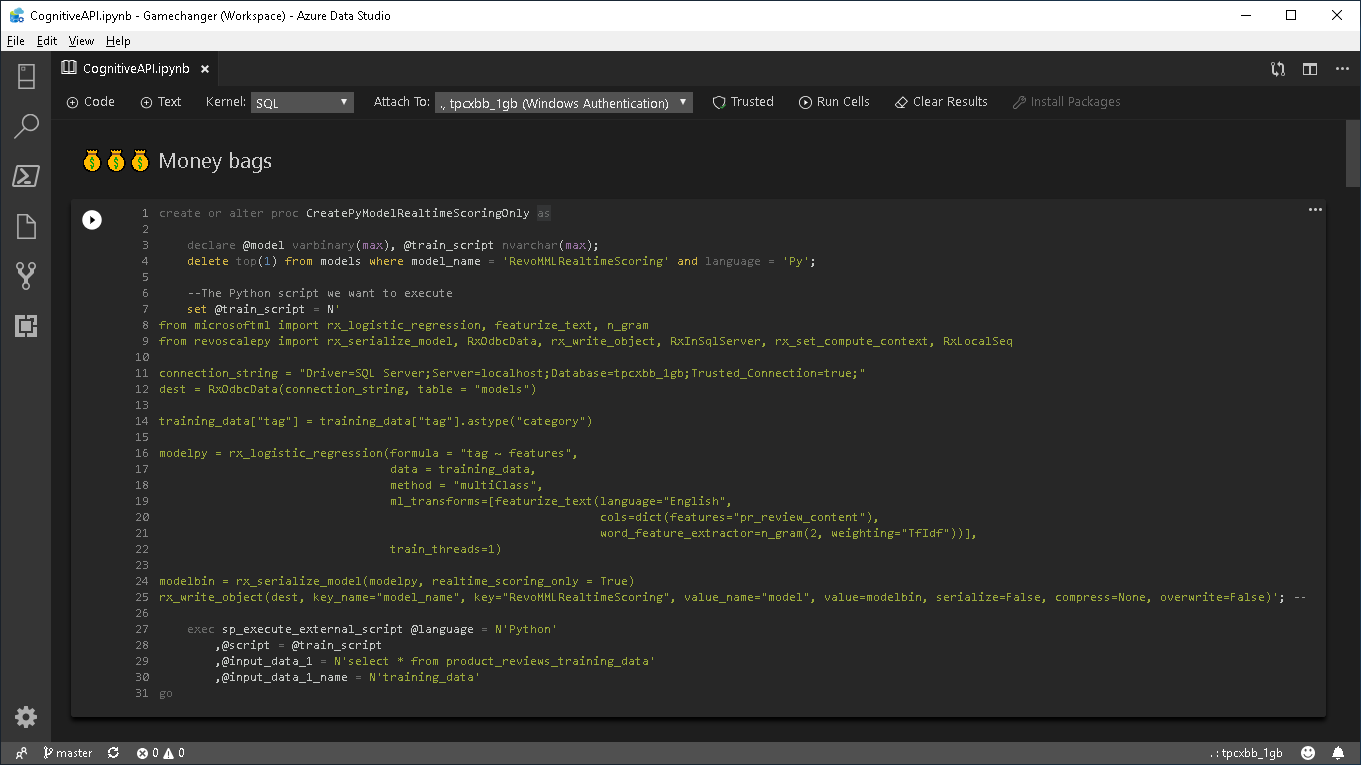 CognitiveAPI.ipynb - Gamechanger (Workspace) - Azure Data Studio
File Edit View Help
CognitiveAPI.ipynb
Code Text Kernel: SQL Attach To: ., tpcxbb_1gb (Windows Authentication) Trusted Run Cells Clear Results Install Packages
💰💰💰 Money bags
1 create or alter proc CreatePyModelRealtimeScoringOnly as
2
3     declare @model varbinary(max), @train_script nvarchar(max);
4     delete top(1) from models where model_name = 'RevoMMLRealtimeScoring' and language = 'Py';
5
6     --The Python script we want to execute
7     set @train_script = N'
8 from microsoftml import rx_logistic_regression, featurize_text, n_gram
9 from revoscalepy import rx_serialize_model, RxOdbcData, rx_write_object, RxInSqlServer, rx_set_compute_context, RxLocalSeq
10
11 connection_string = "Driver=SQL Server;Server=localhost;Database=tpcxbb_1gb;Trusted_Connection=true;"
12 dest = RxOdbcData(connection_string, table = "models")
13
14 training_data["tag"] = training_data["tag"].astype("category")
15
16 modelpy = rx_logistic_regression(formula = "tag ~ features",
17                                  data = training_data,
18                                  method = "multiClass",
19                                  ml_transforms=[featurize_text(language="English",
20                                                                cols=dict(features="pr_review_content"),
21                                                                word_feature_extractor=n_gram(2, weighting="TfIdf"))],
22                                  train_threads=1)
23
24 modelbin = rx_serialize_model(modelpy, realtime_scoring_only = True)
25 rx_write_object(dest, key_name="model_name", key="RevoMMLRealtimeScoring", value_name="model", value=modelbin, serialize=False, compress=None, overwrite=False)'; --
26
27     exec sp_execute_external_script @language = N'Python'
28         ,@script = @train_script
29         ,@input_data_1 = N'select * from product_reviews_training_data'
30         ,@input_data_1_name = N'training_data'
31 go
master 0 0 . : tpcxbb_1gb